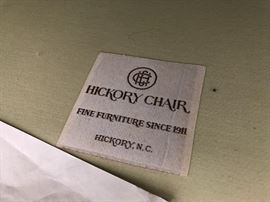 HICKORY CHAIR
FINE FURNITURE SINCE 1911
HICKORY, N.C.